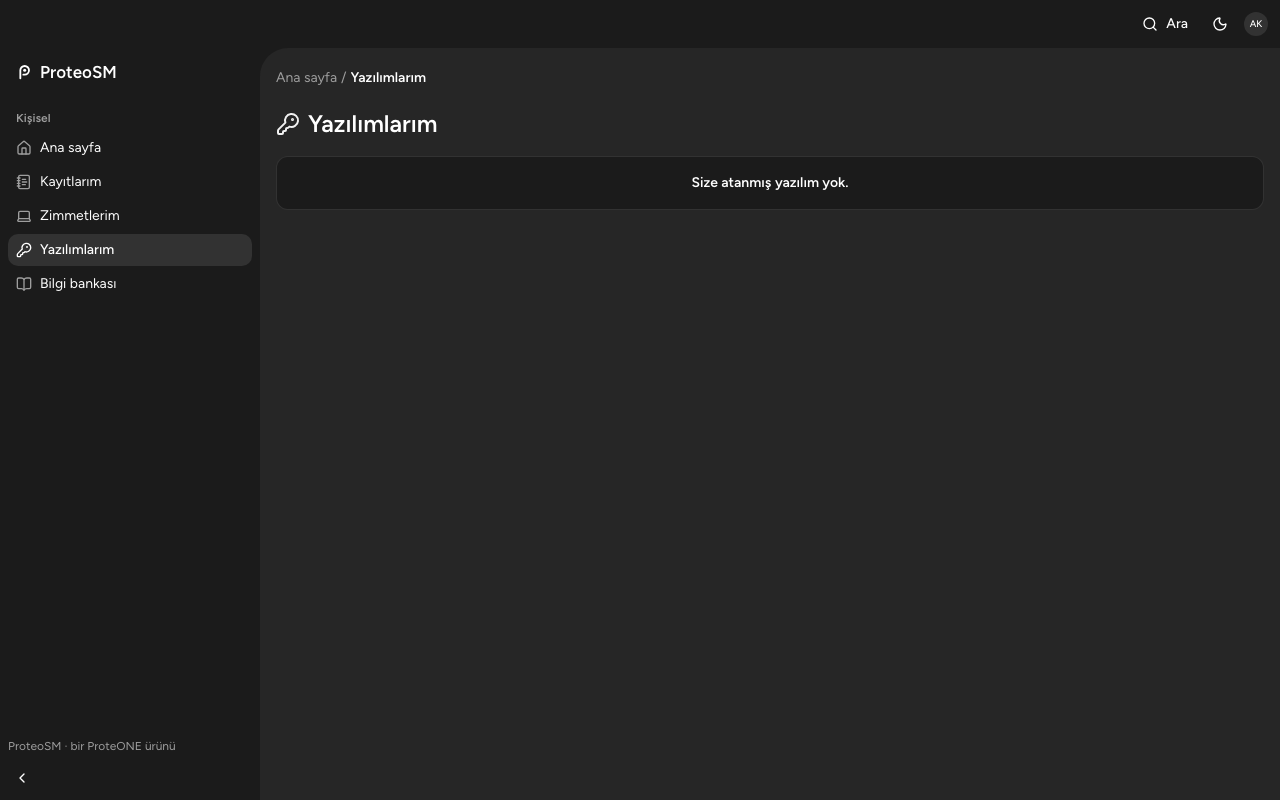 Ara
AK
ProteoSM
Kişisel
Ana sayfa
Kayıtlarım
Zimmetlerim
Yazılımlarım
Bilgi bankası
ProteoSM · bir ProteONE ürünü
Ana sayfa / Yazılımlarım
Yazılımlarım
Size atanmış yazılım yok.